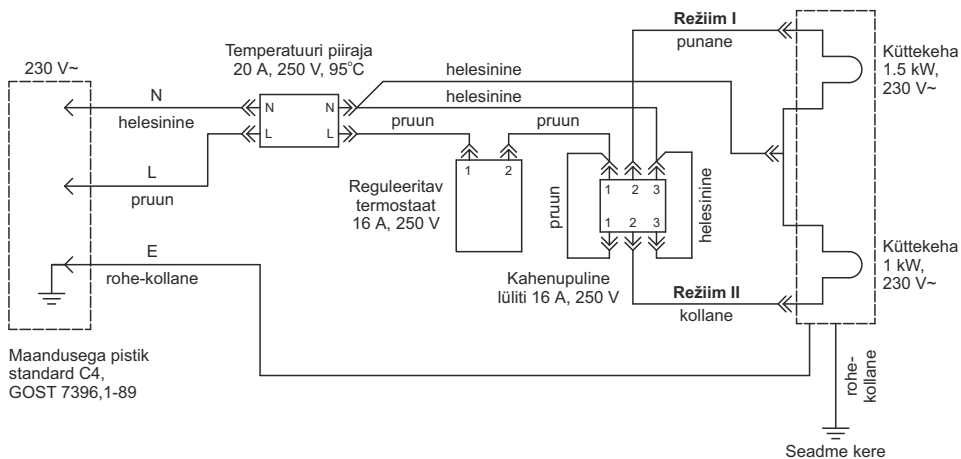 230 V~
N
helesinine
L
pruun
E
rohe-kollane
Maandusega pistik
standard C4,
GOST 7396,1-89
Temperatuuri piiraja
20 A, 250 V, 95°C
N
N
L
L
helesinine
helesinine
pruun
pruun
1
2
Reguleeritav
termostaat
16 A, 250 V
Režiim I
punane
pruun
1
2
3
1
2
3
helesinine
Kahenupuline
lüliti 16 A, 250 V
Režiim II
kollane
Küttekeha
1.5 kW,
230 V~
Küttekeha
1 kW,
230 V~
rohe-
kollane
Seadme kere